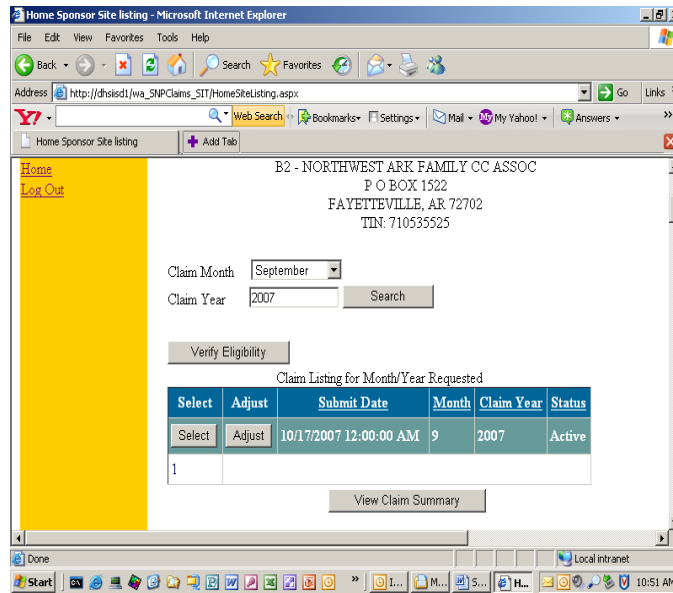 Home Sponsor Site listing - Microsoft Internet Explorer
File Edit View Favorites Tools Help
Back Search Favorites
Address http://dhsiisd1/wa_SNPClaims_SIT/HomeSiteListing.aspx Go Links
Y! Web Search Bookmarks Settings Mail My Yahoo! Answers »
Home Sponsor Site listing Add Tab
Home
Log Out
B2 - NORTHWEST ARK FAMILY CC ASSOC
P O BOX 1522
FAYETTEVILLE, AR 72702
TIN: 710535525
Claim Month September
Claim Year 2007 Search
Verify Eligibility
Claim Listing for Month/Year Requested
Select Adjust Submit Date Month Claim Year Status
Select Adjust 10/17/2007 12:00:00 AM 9 2007 Active
1
View Claim Summary
Done Local intranet
Start » I... M... S... H... 10:51 AM